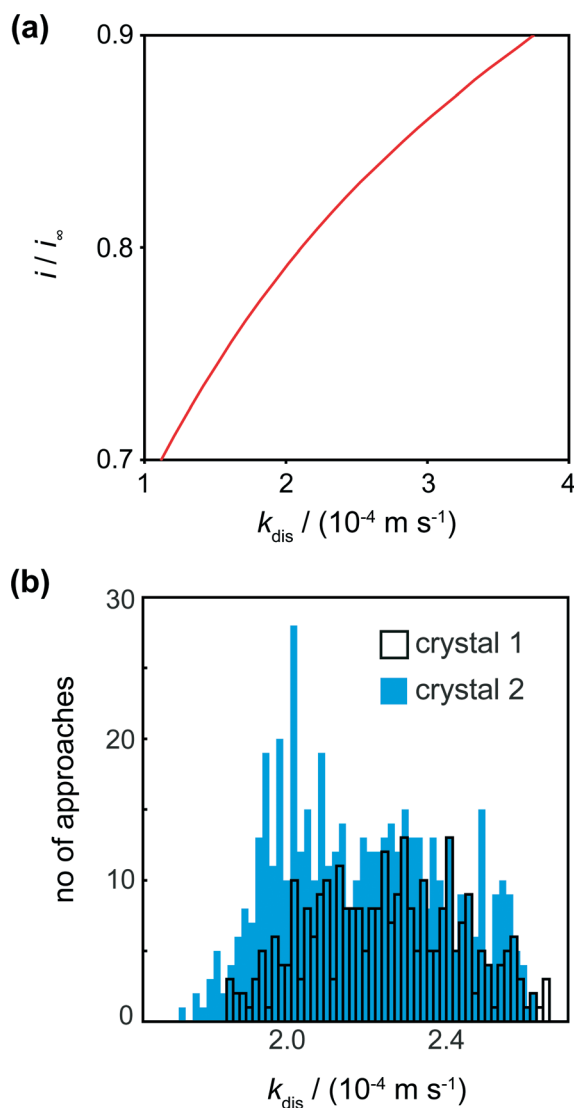 (a)
0.9
0.8
0.7
i / i∞
1 2 3 4
kdis / (10-4 m s-1)
(b)
30
20
10
0
no of approaches
crystal 1
crystal 2
2.0 2.4
kdis / (10-4 m s-1)